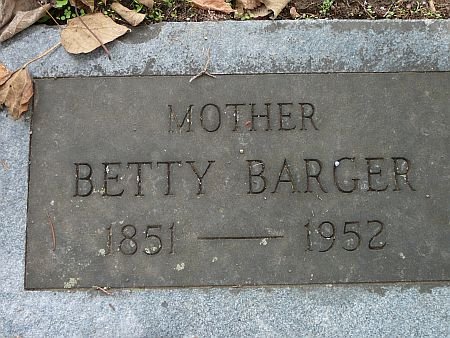 MOTHER
BETTY BARGER
1851 — 1952